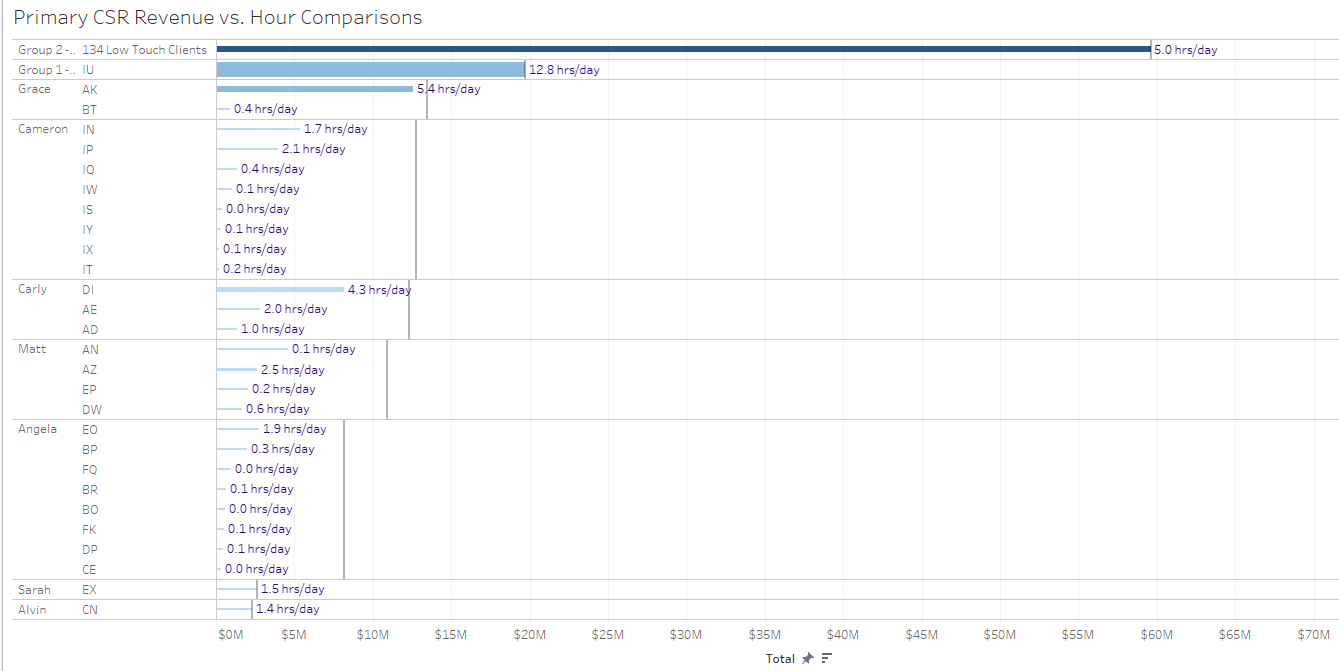 Primary CSR Revenue vs. Hour Comparisons
Group 2 -.. 134 Low Touch Clients 5.0 hrs/day
Group 1 -.. IU 12.8 hrs/day
Grace AK 5.4 hrs/day
BT 0.4 hrs/day
Cameron IN 1.7 hrs/day
IP 2.1 hrs/day
IQ 0.4 hrs/day
IW 0.1 hrs/day
IS 0.0 hrs/day
IY 0.1 hrs/day
IX 0.1 hrs/day
IT 0.2 hrs/day
Carly DI 4.3 hrs/day
AE 2.0 hrs/day
AD 1.0 hrs/day
Matt AN 0.1 hrs/day
AZ 2.5 hrs/day
EP 0.2 hrs/day
DW 0.6 hrs/day
Angela EO 1.9 hrs/day
BP 0.3 hrs/day
FQ 0.0 hrs/day
BR 0.1 hrs/day
BO 0.0 hrs/day
FK 0.1 hrs/day
DP 0.1 hrs/day
CE 0.0 hrs/day
Sarah EX 1.5 hrs/day
Alvin CN 1.4 hrs/day
$0M $5M $10M $15M $20M $25M $30M $35M $40M $45M $50M $55M $60M $65M $70M
Total